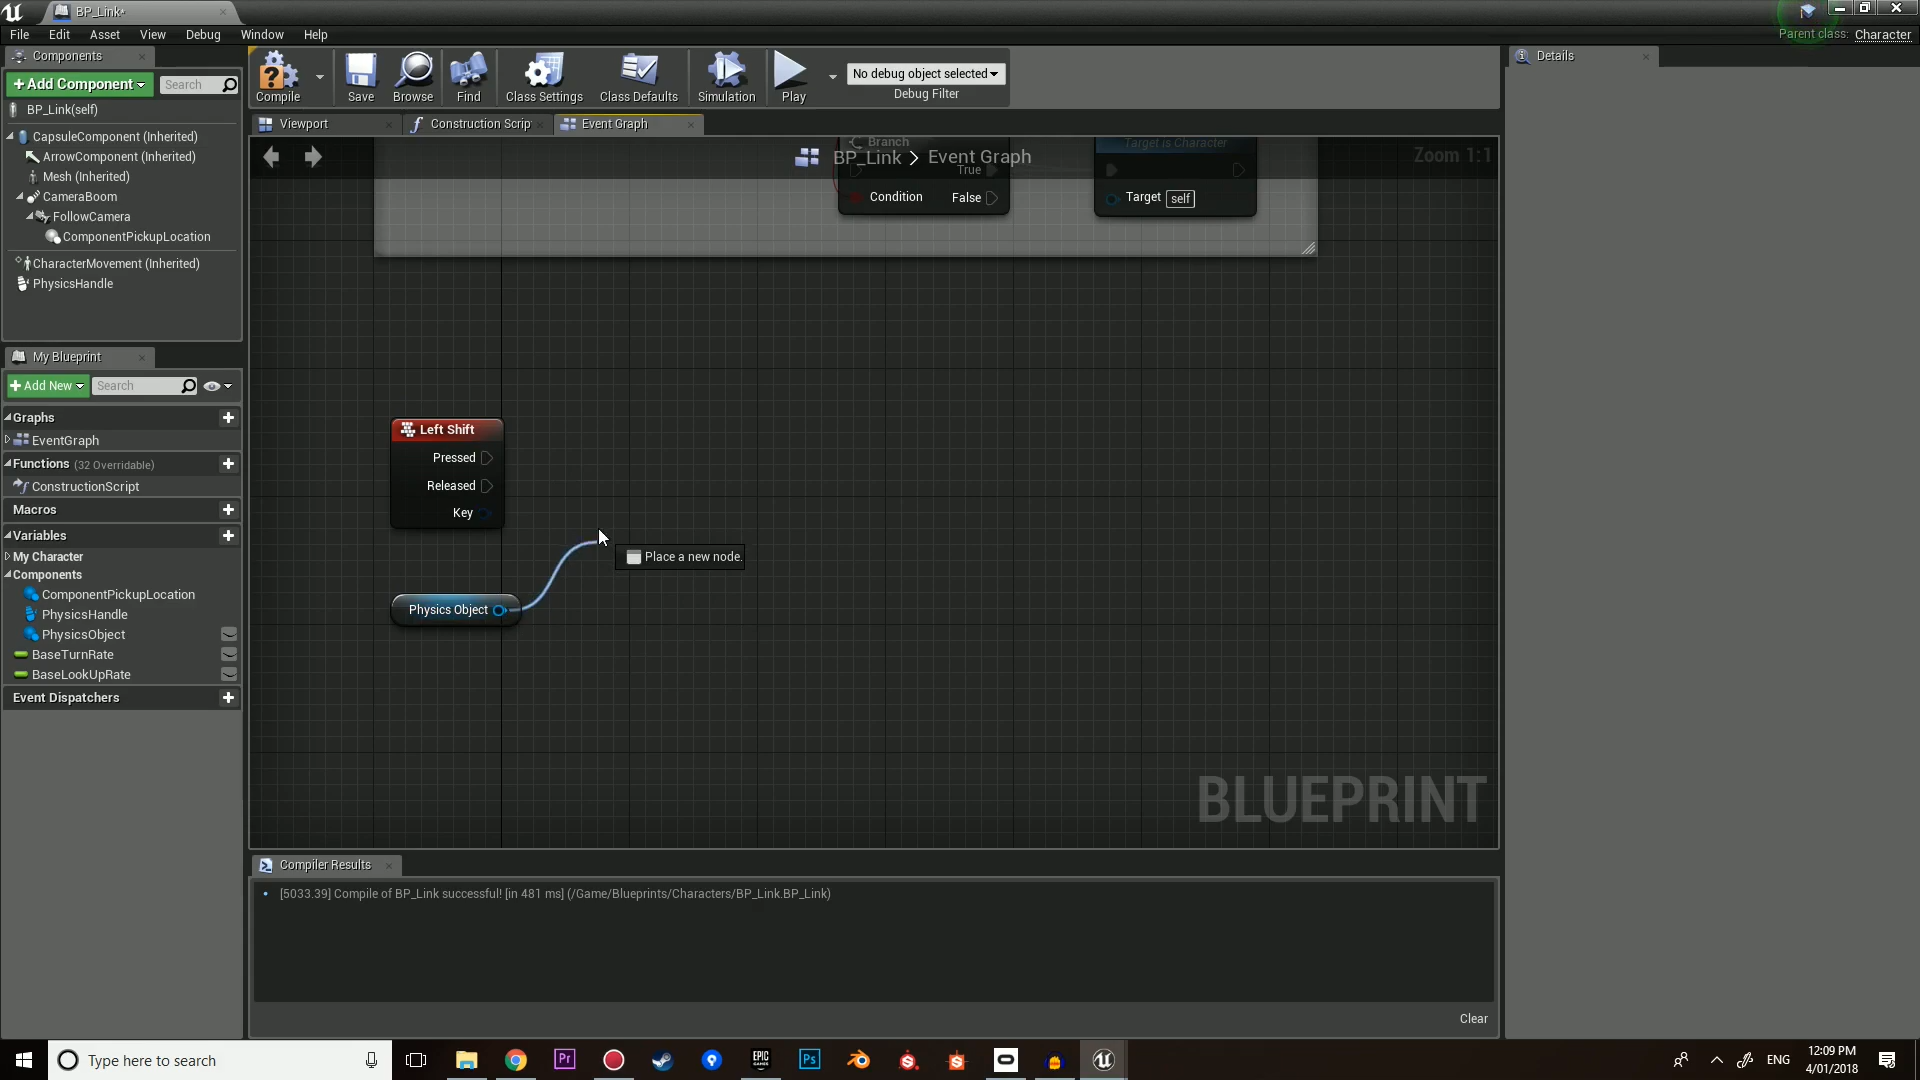 BP_Link*
File Edit Asset View Debug Window Help
Parent class: Character
Components
+Add Component
Search
BP_Link(self)
CapsuleComponent (Inherited)
ArrowComponent (Inherited)
Mesh (Inherited)
CameraBoom
FollowCamera
ComponentPickupLocation
CharacterMovement (Inherited)
PhysicsHandle
Compile
Save
Browse
Find
Class Settings
Class Defaults
Simulation
Play
No debug object selected
Debug Filter
Details
Viewport
Construction Scrip
Event Graph
BP_Link > Event Graph
Zoom 1:1
Branch
True
Condition
False
Target is Character
Target self
My Blueprint
+Add New
Search
Graphs
EventGraph
Functions (32 Overridable)
ConstructionScript
Macros
Variables
My Character
Components
ComponentPickupLocation
PhysicsHandle
PhysicsObject
BaseTurnRate
BaseLookUpRate
Event Dispatchers
Left Shift
Pressed
Released
Key
Place a new node.
Physics Object
BLUEPRINT
Compiler Results
[5033.39] Compile of BP_Link successful! [in 481 ms] (/Game/Blueprints/Characters/BP_Link.BP_Link)
Clear
Type here to search
Pr
EPIC GAMES
Ps
ENG
12:09 PM
4/01/2018